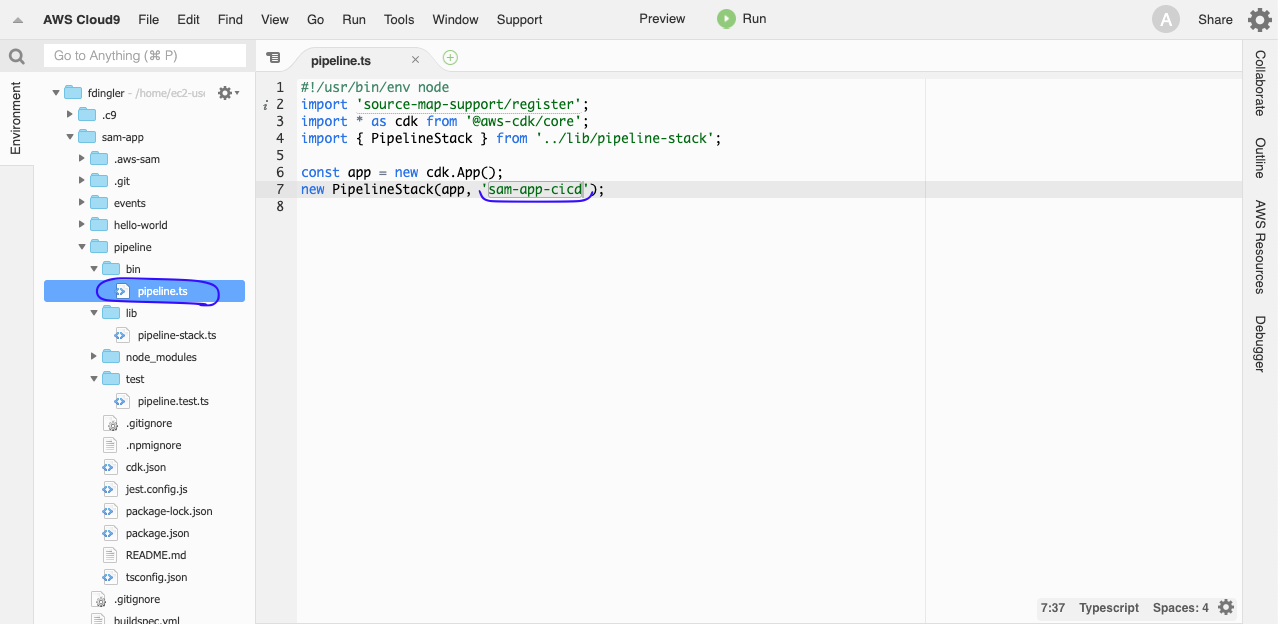 AWS Cloud9 File Edit Find View Go Run Tools Window Support Preview Run A Share
Go to Anything (⌘ P)
Environment
fdingler - /home/ec2-use
.c9
sam-app
.aws-sam
.git
events
hello-world
pipeline
bin
pipeline.ts
lib
pipeline-stack.ts
node_modules
test
pipeline.test.ts
.gitignore
.npmignore
cdk.json
jest.config.js
package-lock.json
package.json
README.md
tsconfig.json
.gitignore
buildspec.yml
pipeline.ts
1 #!/usr/bin/env node
i 2 import 'source-map-support/register';
3 import * as cdk from '@aws-cdk/core';
4 import { PipelineStack } from '../lib/pipeline-stack';
5
6 const app = new cdk.App();
7 new PipelineStack(app, 'sam-app-cicd');
8
7:37 Typescript Spaces: 4
Collaborate
Outline
AWS Resources
Debugger